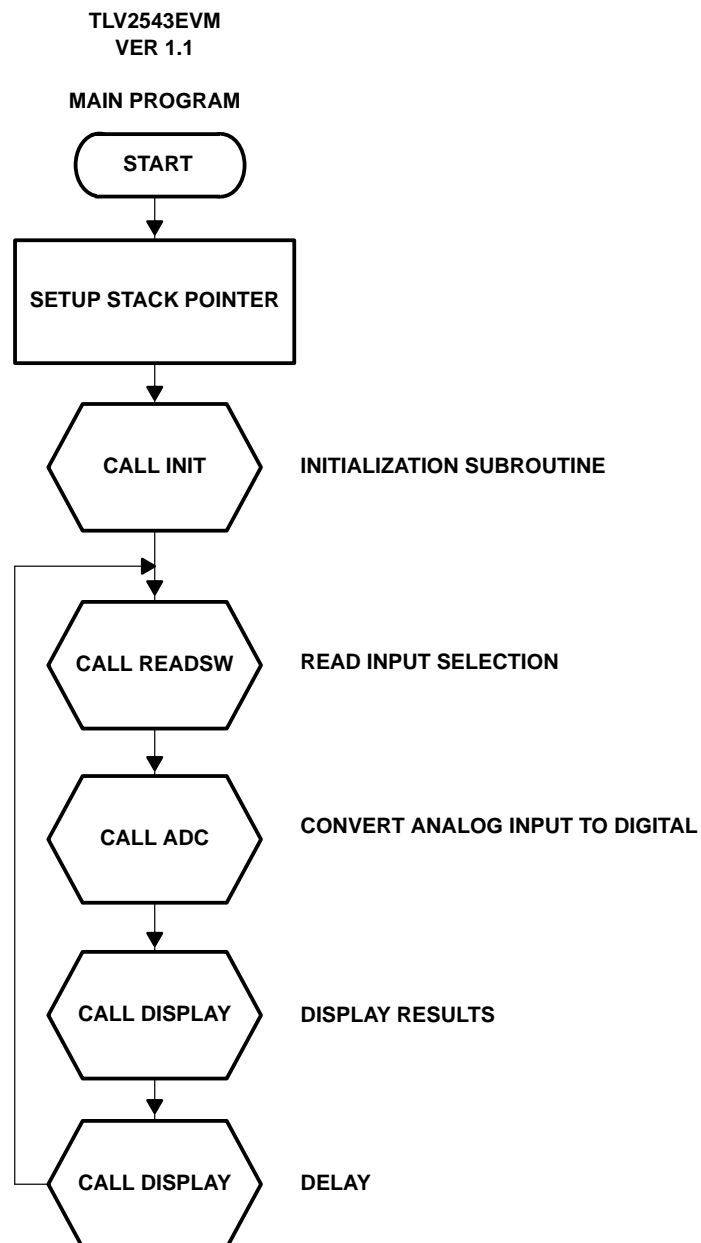 TLV2543EVM
VER 1.1
MAIN PROGRAM
START
SETUP STACK POINTER
CALL INIT
INITIALIZATION SUBROUTINE
CALL READSW
READ INPUT SELECTION
CALL ADC
CONVERT ANALOG INPUT TO DIGITAL
CALL DISPLAY
DISPLAY RESULTS
CALL DISPLAY
DELAY